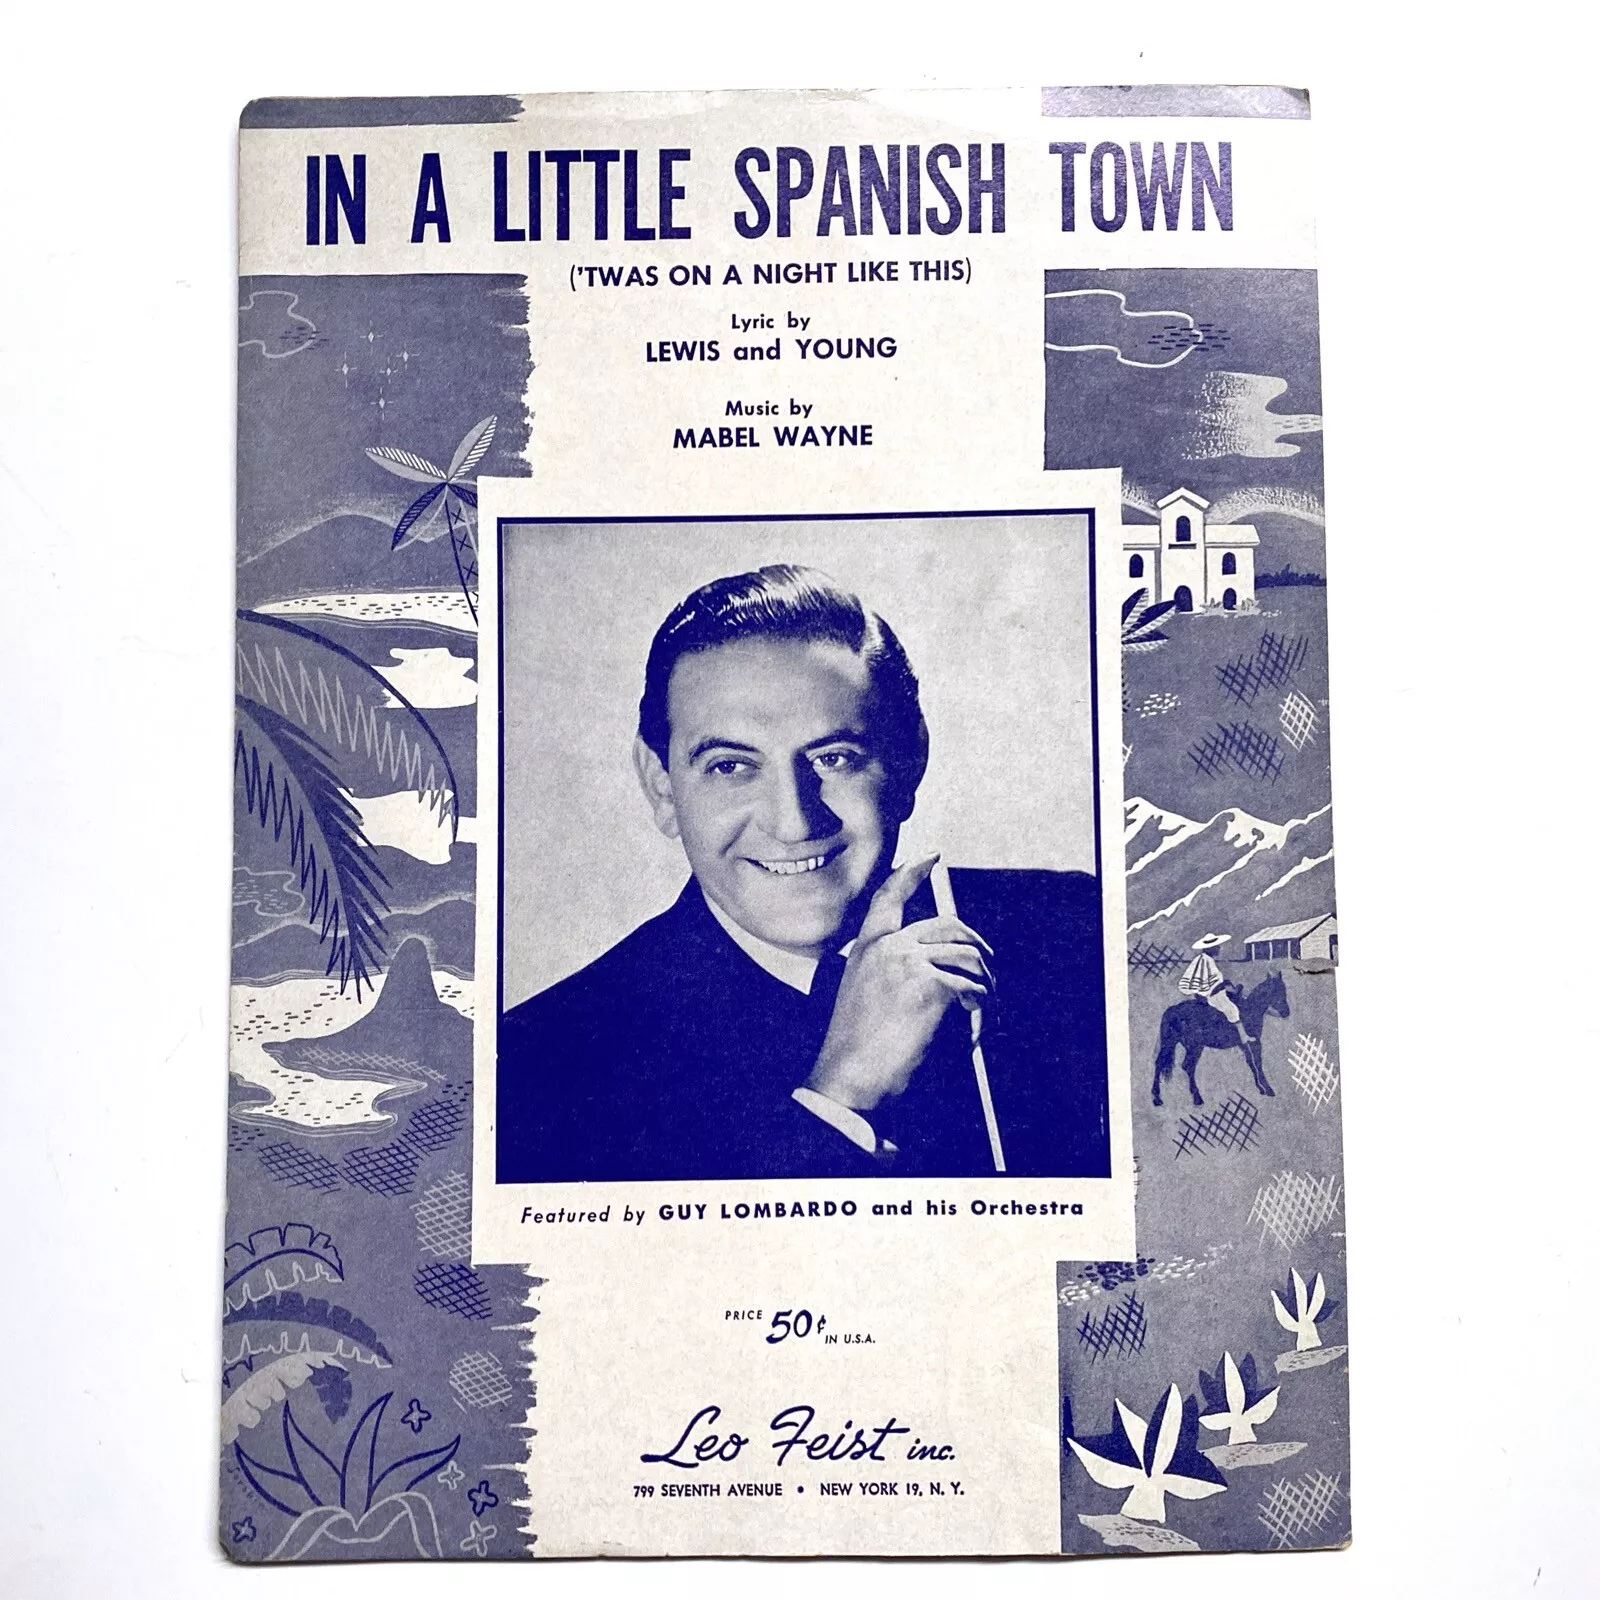 IN A LITTLE SPANISH TOWN
('TWAS ON A NIGHT LIKE THIS)
Lyric by
LEWIS and YOUNG
Music by
MABEL WAYNE
Featured by GUY LOMBARDO and his Orchestra
PRICE 50¢ IN U.S.A.
Leo Feist inc.
799 SEVENTH AVENUE • NEW YORK 19, N. Y.